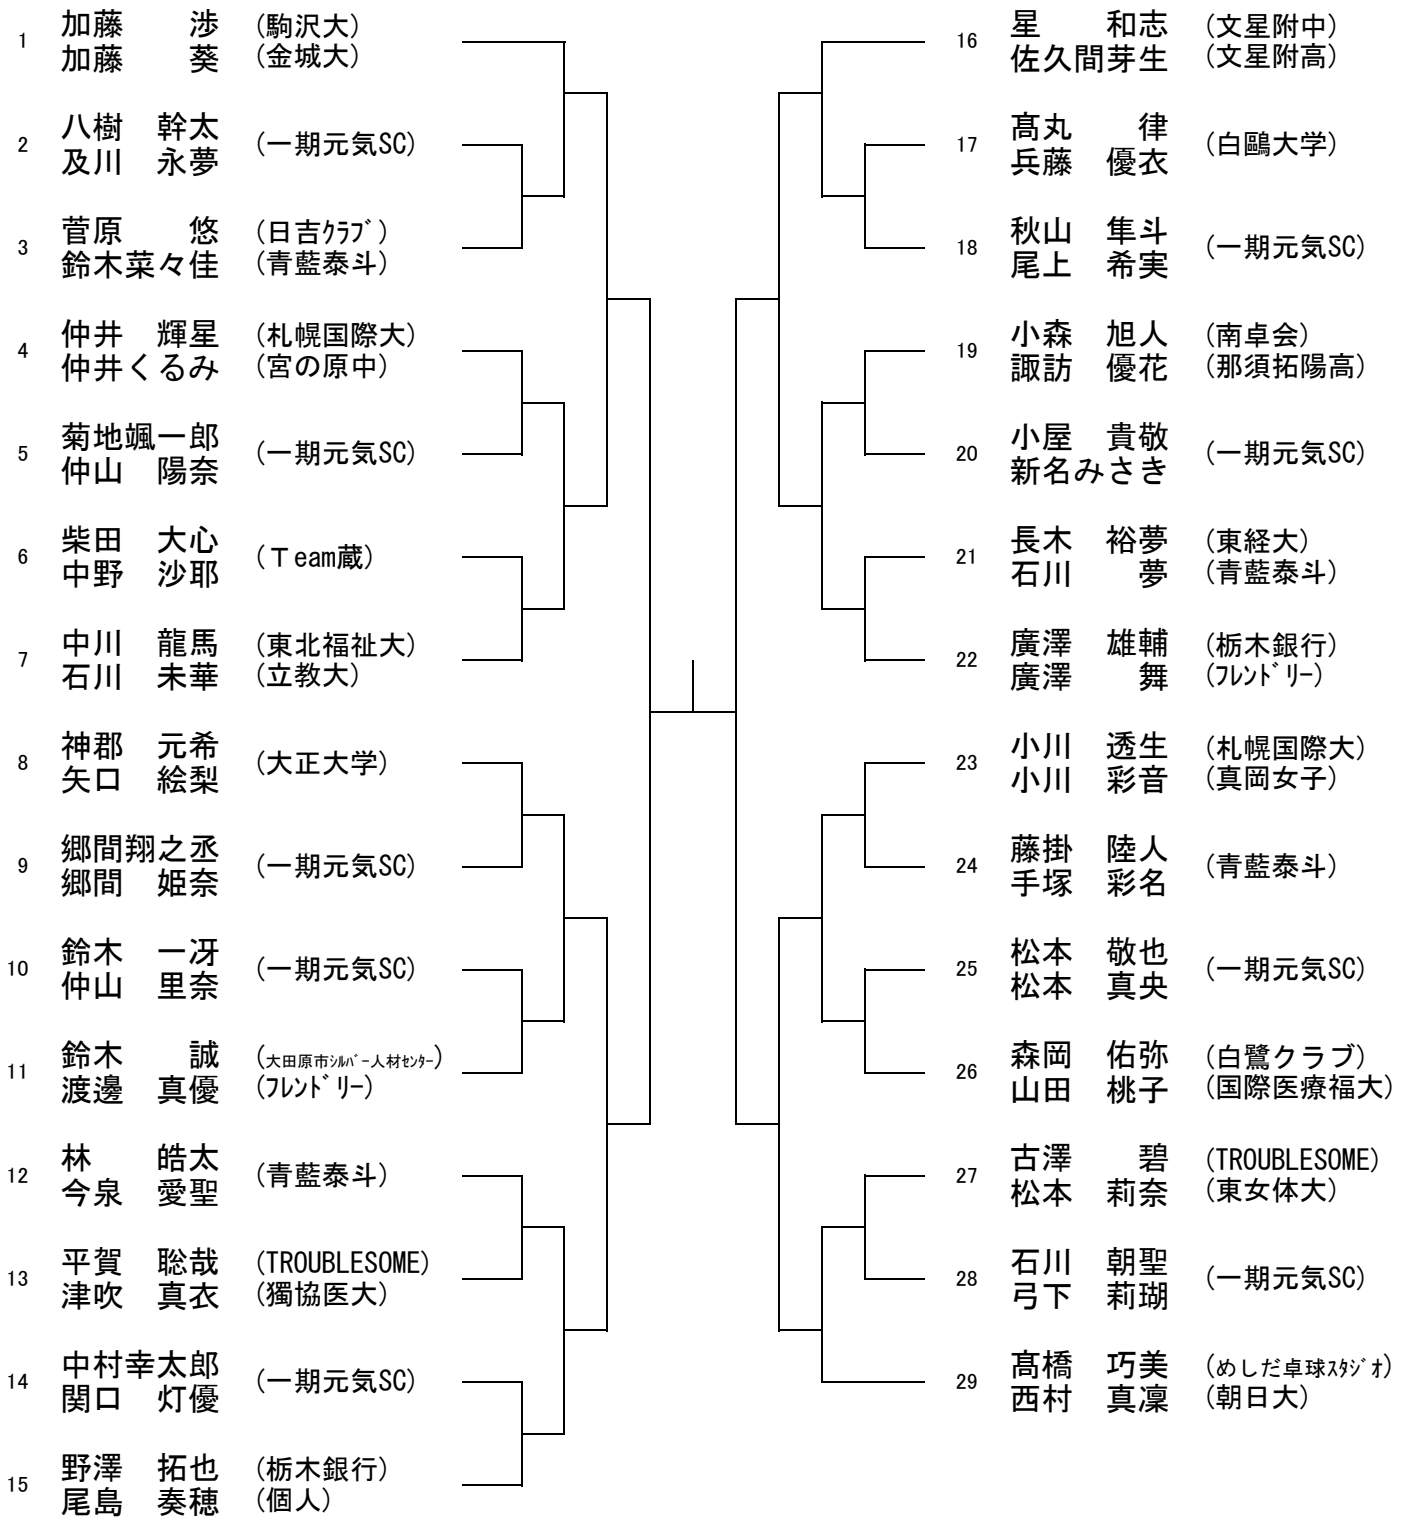 1
加藤　　渉 (駒沢大)
加藤　　葵 (金城大)
2
八樹　幹太
及川　永夢
(一期元気SC)
3
菅原　　悠 (日吉ｸﾗﾌﾞ)
鈴木菜々佳 (青藍泰斗)
4
仲井　輝星 (札幌国際大)
仲井くるみ (宮の原中)
5
菊地颯一郎
仲山　陽奈
(一期元気SC)
6
柴田　大心
中野　沙耶
(Ｔeam蔵)
7
中川　龍馬 (東北福祉大)
石川　未華 (立教大)
8
神郡　元希
矢口　絵梨
(大正大学)
9
郷間翔之丞
郷間　姫奈
(一期元気SC)
10
鈴木　一冴
仲山　里奈
(一期元気SC)
11
鈴木　　誠 (大田原市ｼﾙﾊﾞｰ人材ｾﾝﾀｰ)
渡邊　真優 (ﾌﾚﾝﾄﾞﾘｰ)
12
林　　皓太
今泉　愛聖
(青藍泰斗)
13
平賀　聡哉 (TROUBLESOME)
津吹　真衣 (獨協医大)
14
中村幸太郎
関口　灯優
(一期元気SC)
15
野澤　拓也 (栃木銀行)
尾島　奏穂 (個人)
16
星　　和志 (文星附中)
佐久間芽生 (文星附高)
17
髙丸　　律
兵藤　優衣
(白鷗大学)
18
秋山　隼斗
尾上　希実
(一期元気SC)
19
小森　旭人 (南卓会)
諏訪　優花 (那須拓陽高)
20
小屋　貴敬
新名みさき
(一期元気SC)
21
長木　裕夢 (東経大)
石川　　夢 (青藍泰斗)
22
廣澤　雄輔 (栃木銀行)
廣澤　　舞 (ﾌﾚﾝﾄﾞﾘｰ)
23
小川　透生 (札幌国際大)
小川　彩音 (真岡女子)
24
藤掛　陸人
手塚　彩名
(青藍泰斗)
25
松本　敬也
松本　真央
(一期元気SC)
26
森岡　佑弥 (白鷺クラブ)
山田　桃子 (国際医療福大)
27
古澤　　碧 (TROUBLESOME)
松本　莉奈 (東女体大)
28
石川　朝聖
弓下　莉瑚
(一期元気SC)
29
髙橋　巧美 (めしだ卓球ｽﾀｼﾞｵ)
西村　真凜 (朝日大)